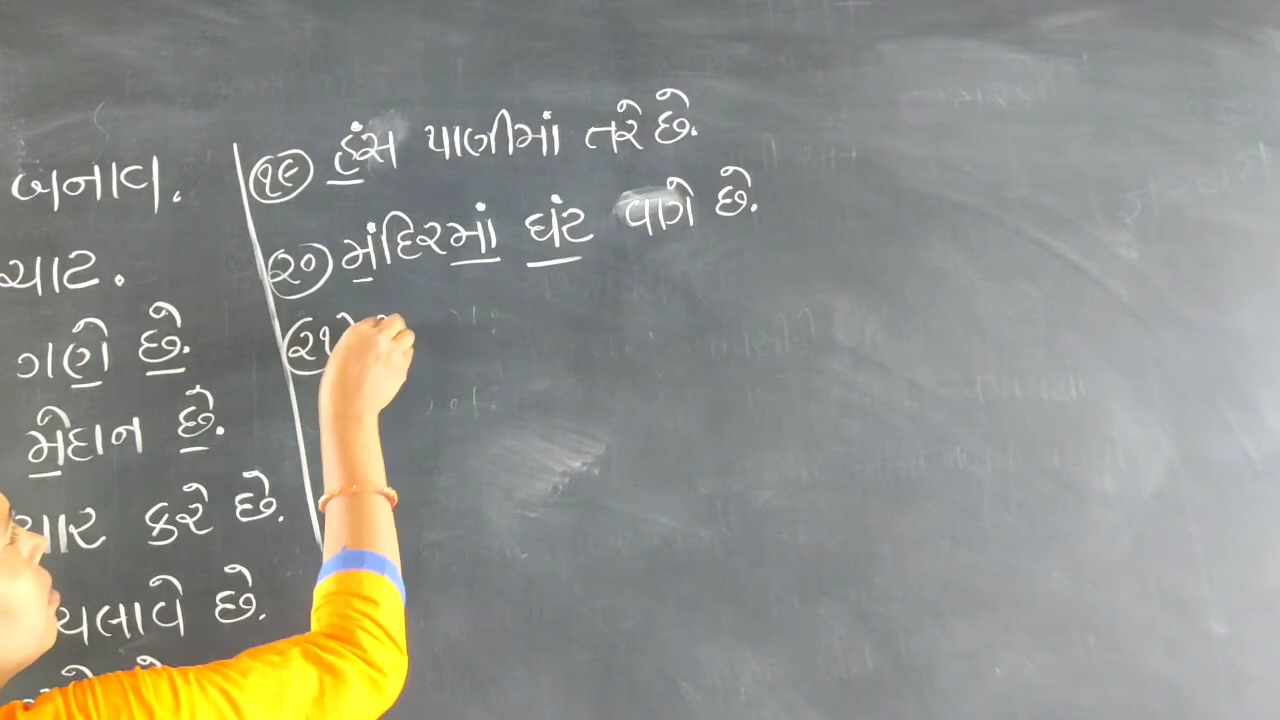 બનાવ.
ચાટ.
ગણે છે.
મેદાન છે.
કરે છે.
ચલાવે છે.
૧૯ હંસ પાણીમાં તરે છે.
૨૦ મંદિરમાં ઘંટ વાગે છે.
૨૧